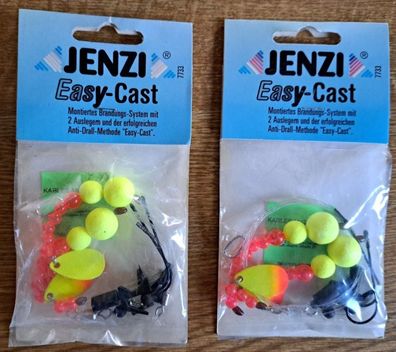 JENZI®
7733
Easy-Cast
Montiertes Brandungs-System mit
2 Auslegern und der erfolgreichen
Anti-Drall-Methode "Easy-Cast".
JENZI®
7733
Easy-Cast
Montiertes Brandungs-System mit
2 Auslegern und der erfolgreichen
Anti-Drall-Methode "Easy-Cast".